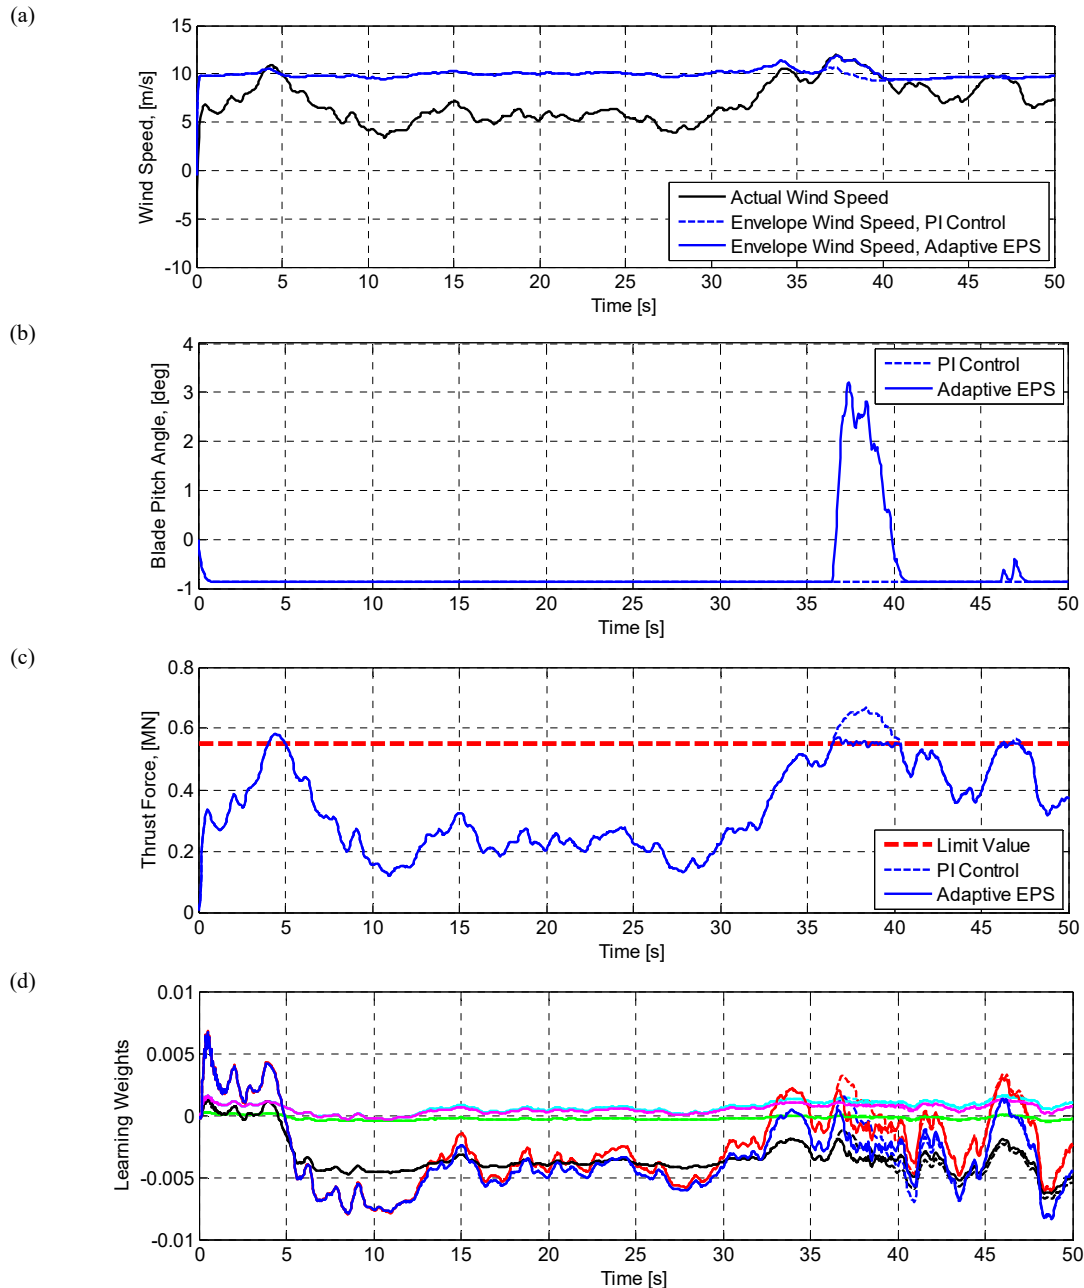 (a)
15
10
5
0
-5
-10
Wind Speed, [m/s]
Actual Wind Speed
Envelope Wind Speed, PI Control
Envelope Wind Speed, Adaptive EPS
0 5 10 15 20 25 30 35 40 45 50
Time [s]
(b)
4
3
2
1
0
-1
Blade Pitch Angle, [deg]
PI Control
Adaptive EPS
0 5 10 15 20 25 30 35 40 45 50
Time [s]
(c)
0.8
0.6
0.4
0.2
0
Thrust Force, [MN]
Limit Value
PI Control
Adaptive EPS
0 5 10 15 20 25 30 35 40 45 50
Time [s]
(d)
0.01
0.005
0
-0.005
-0.01
Learning Weights
0 5 10 15 20 25 30 35 40 45 50
Time [s]